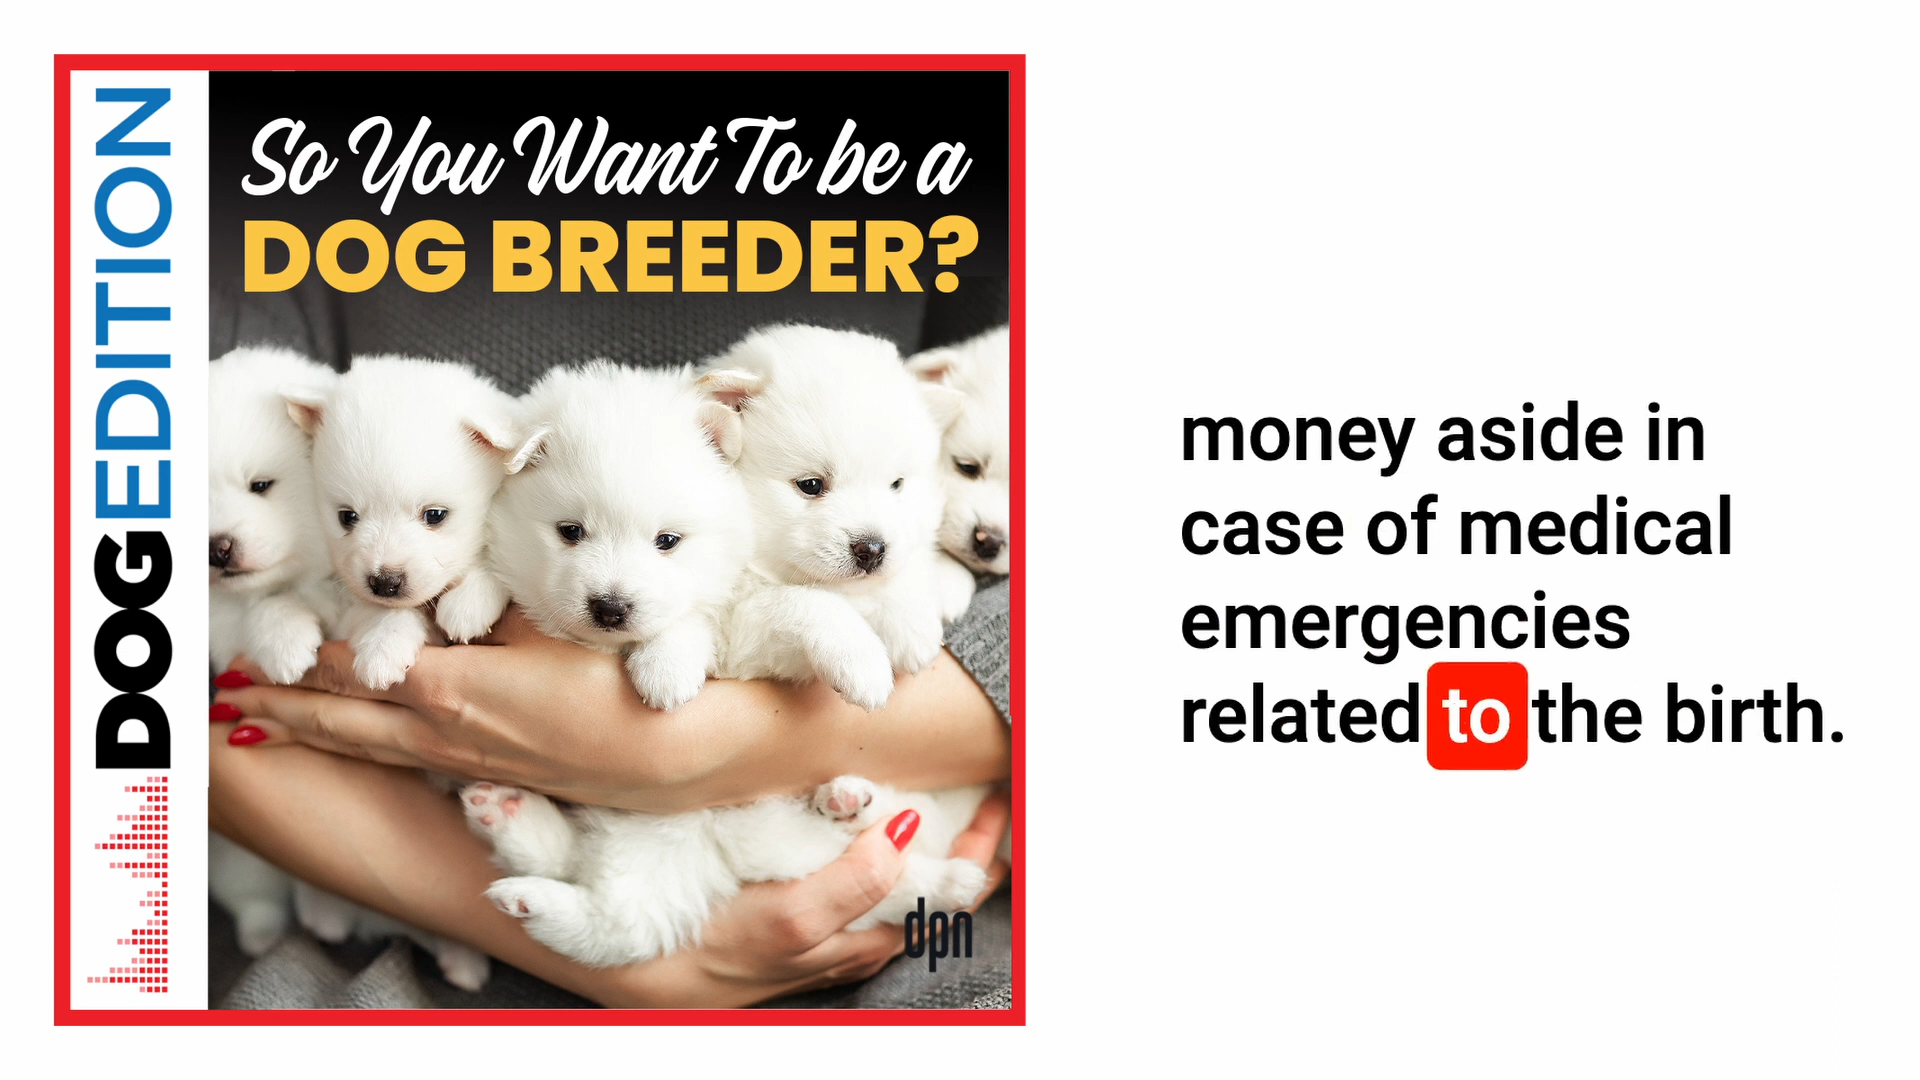 DOGEDITION
So You Want To be a
DOG BREEDER?
dpn
money aside in
case of medical
emergencies
related to the birth.